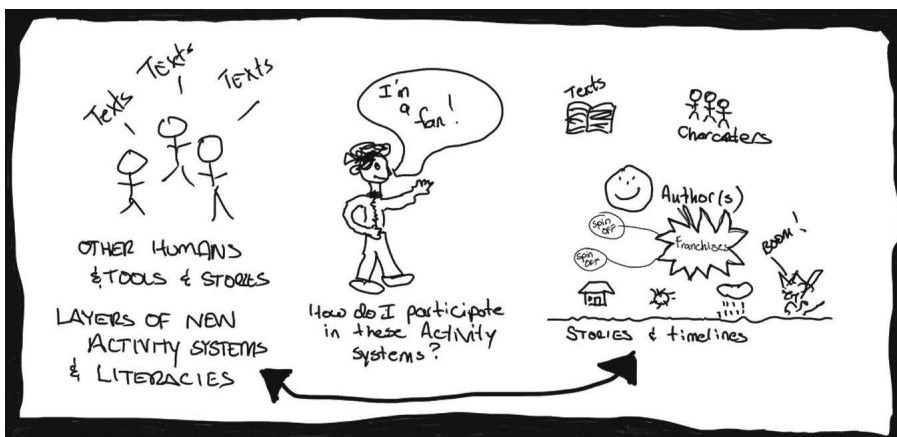 Texts
Texts
Texts
OTHER HUMANS
& TOOLS & STORIES
LAYERS OF NEW
ACTIVITY SYSTEMS
& LITERACIES
I'm
a
fan!
How do I participate
in these Activity
systems?
Texts
Characters
Author(s)
Spin
OFF
Franchises
Spin
OFF
BOOM!
STORIES & timelines